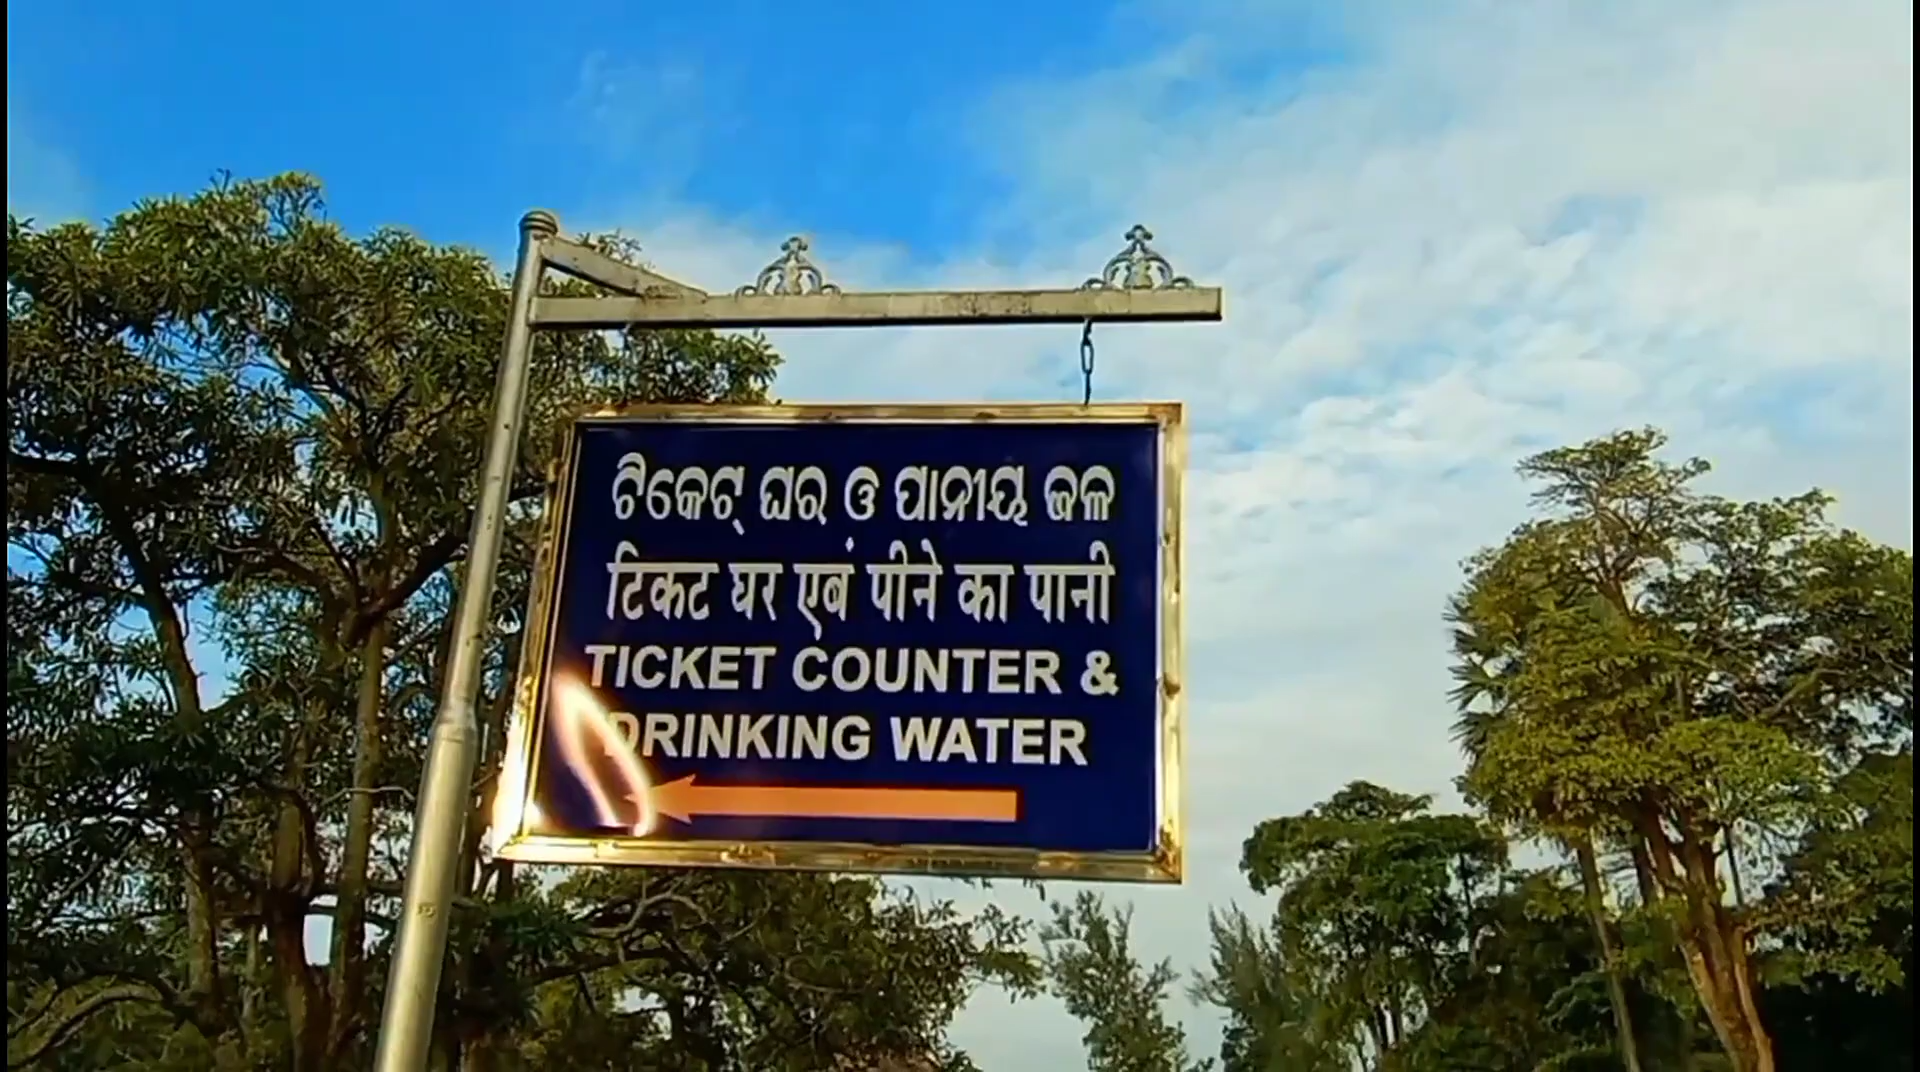 ଟିକେଟ୍ ଘର ଓ ପାନୀୟ ଜଳ
टिकट घर एबं पीने का पानी
TICKET COUNTER &
DRINKING WATER